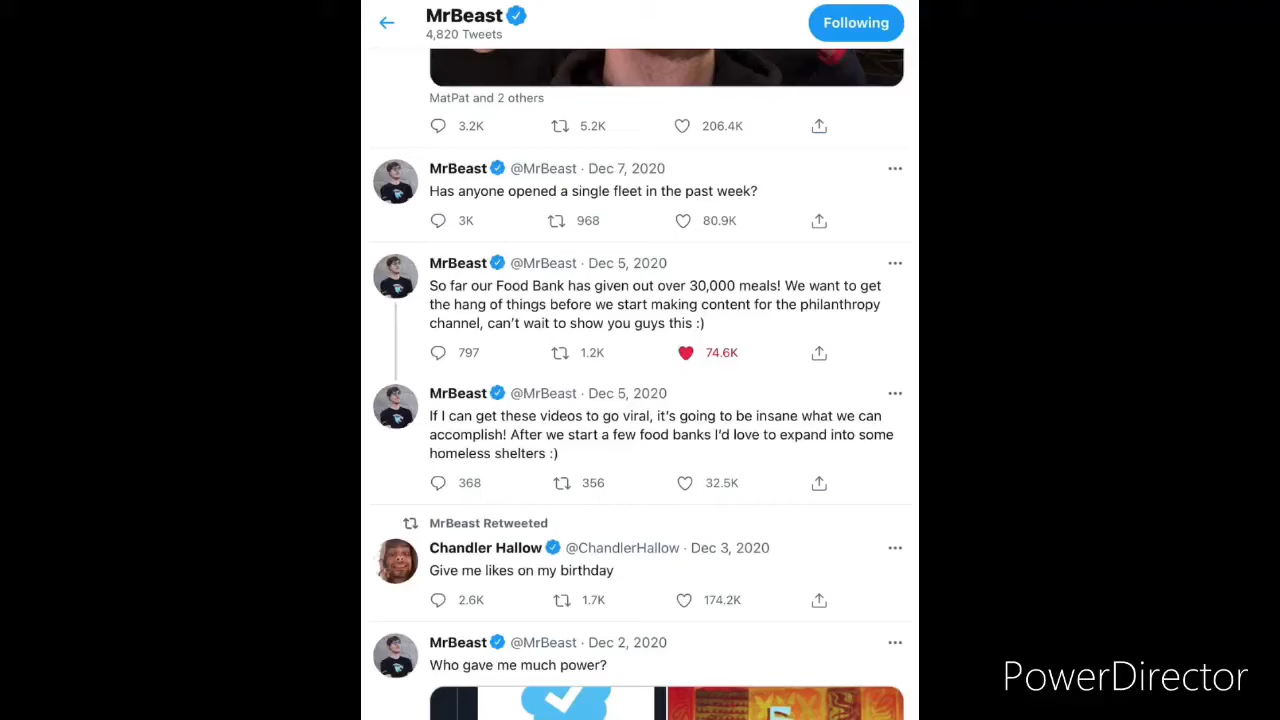 MrBeast
4,820 Tweets
Following
MatPat and 2 others
3.2K 5.2K 206.4K
MrBeast @MrBeast · Dec 7, 2020
Has anyone opened a single fleet in the past week?
3K 968 80.9K
MrBeast @MrBeast · Dec 5, 2020
So far our Food Bank has given out over 30,000 meals! We want to get
the hang of things before we start making content for the philanthropy
channel, can't wait to show you guys this :)
797 1.2K 74.6K
MrBeast @MrBeast · Dec 5, 2020
If I can get these videos to go viral, it's going to be insane what we can
accomplish! After we start a few food banks I'd love to expand into some
homeless shelters :)
368 356 32.5K
MrBeast Retweeted
Chandler Hallow @ChandlerHallow · Dec 3, 2020
Give me likes on my birthday
2.6K 1.7K 174.2K
MrBeast @MrBeast · Dec 2, 2020
Who gave me much power?
PowerDirector